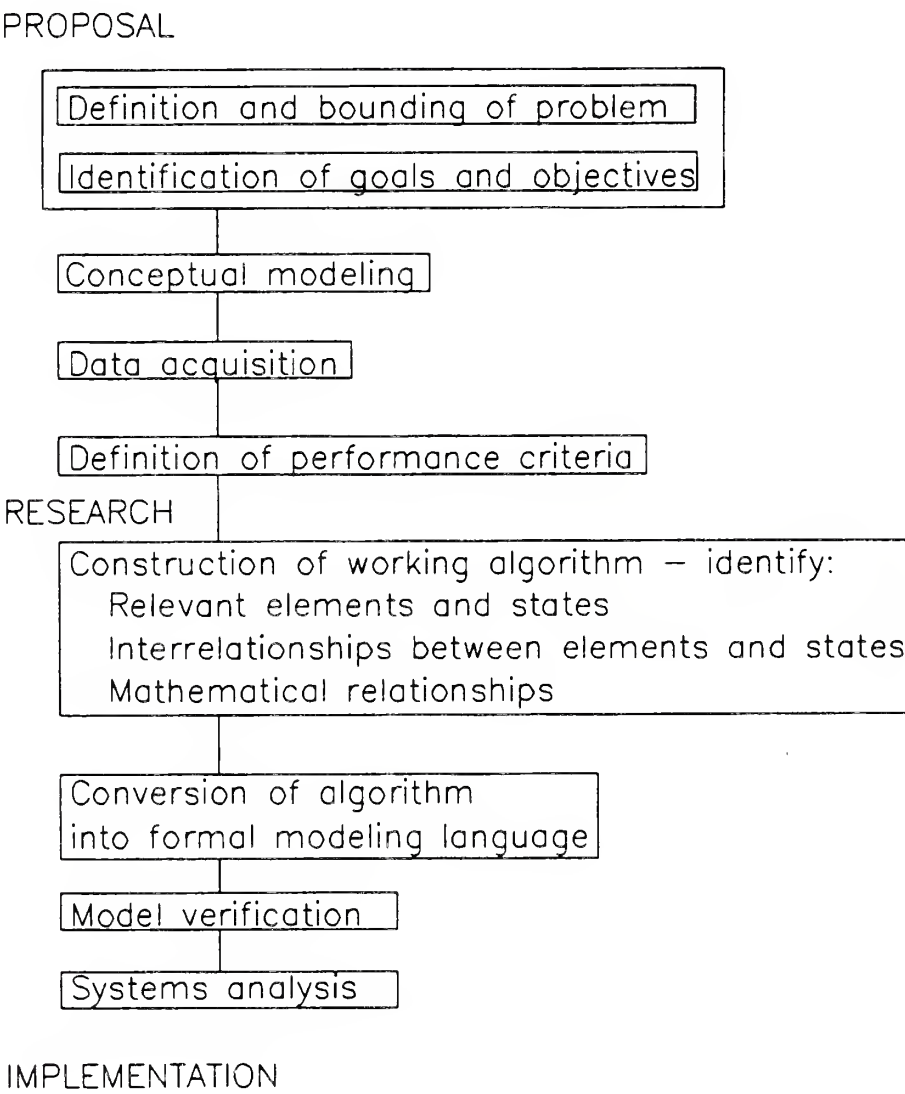 PROPOSAL
Definition and bounding of problem
Identification of goals and objectives
Conceptual modeling
Data acquisition
Definition of performance criteria
RESEARCH
Construction of working algorithm – identify:
Relevant elements and states
Interrelationships between elements and states
Mathematical relationships
Conversion of algorithm
into formal modeling language
Model verification
Systems analysis
IMPLEMENTATION